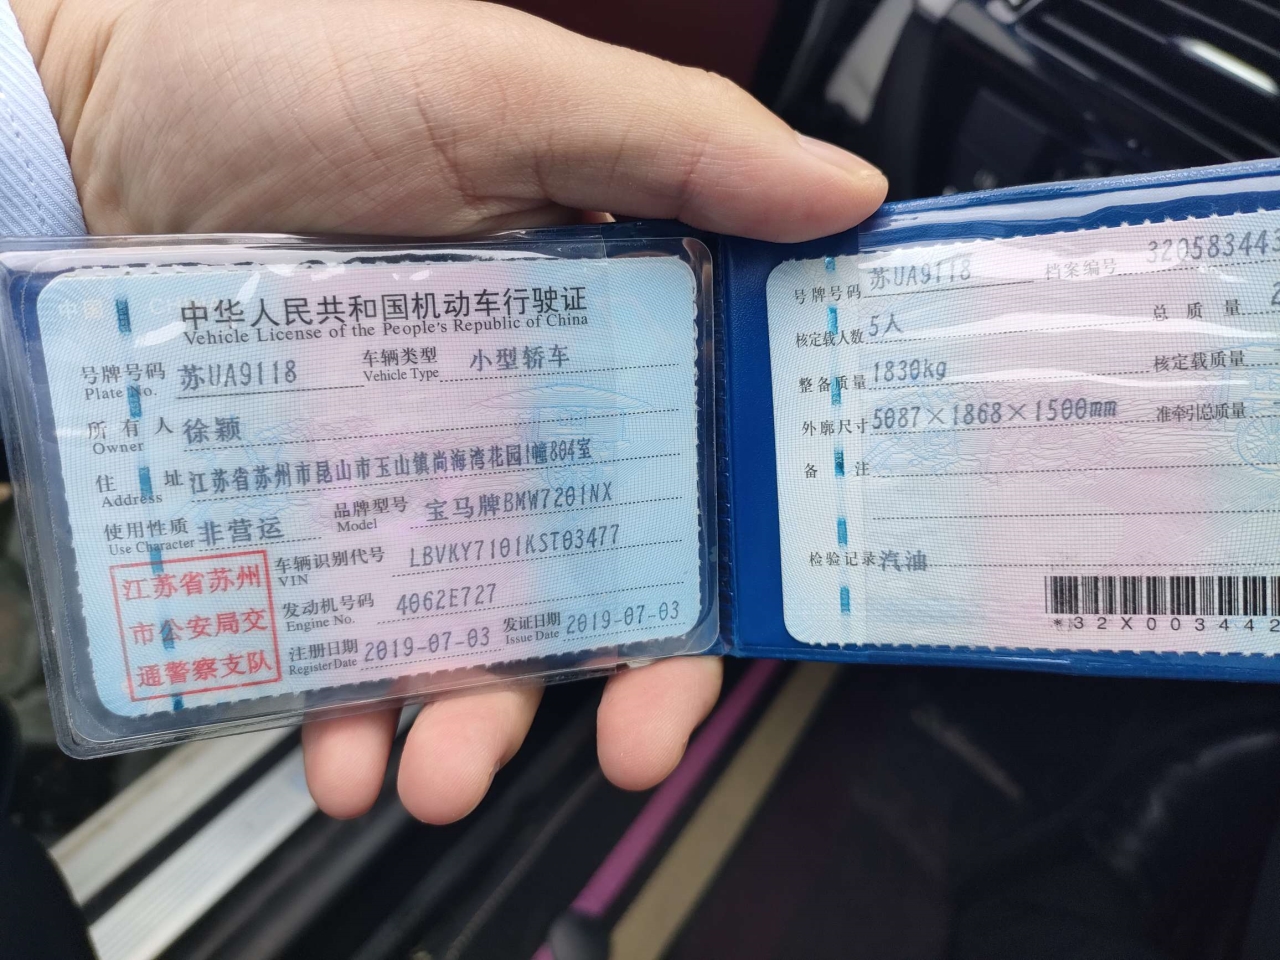 中华人民共和国机动车行驶证
Vehicle License of the People's Republic of China
号牌号码 苏UA9118 车辆类型 小型轿车
Plate No. Vehicle Type
所有人 徐颖
Owner
住址 江苏省苏州市昆山市玉山镇尚海湾花园1幢804室
Address
使用性质 非营运 品牌型号 宝马牌BMW7201NX
Use Character Model
江苏省苏州
市公安局交
通警察支队
车辆识别代号 LBVKY7101KST03477
VIN
发动机号码 4062E727
Engine No.
注册日期 2019-07-03 发证日期 2019-07-03
Register Date Issue Date
号牌号码 苏UA9118 档案编号 32058344
核定载人数 5人 总质量
整备质量 1830kg 核定载质量
外廓尺寸 5087×1868×1500mm 准牵引总质量
备注
检验记录 汽油
*32X003442